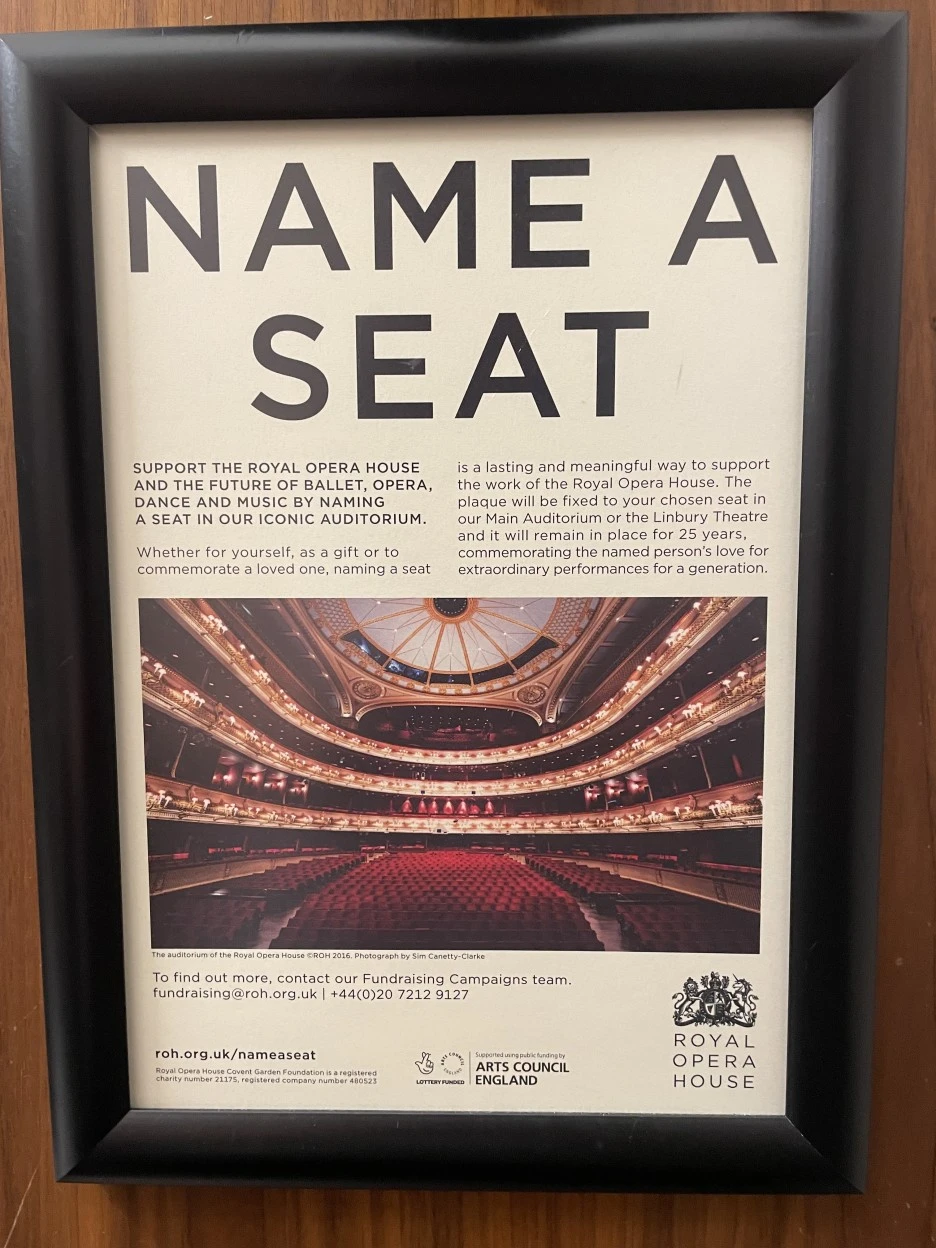 NAME A
SEAT
SUPPORT THE ROYAL OPERA HOUSE
AND THE FUTURE OF BALLET, OPERA,
DANCE AND MUSIC BY NAMING
A SEAT IN OUR ICONIC AUDITORIUM.
Whether for yourself, as a gift or to
commemorate a loved one, naming a seat
is a lasting and meaningful way to support
the work of the Royal Opera House. The
plaque will be fixed to your chosen seat in
our Main Auditorium or the Linbury Theatre
and it will remain in place for 25 years,
commemorating the named person's love for
extraordinary performances for a generation.
The auditorium of the Royal Opera House ©ROH 2016. Photograph by Sim Canetty-Clarke
To find out more, contact our Fundraising Campaigns team.
fundraising@roh.org.uk | +44(0)20 7212 9127
roh.org.uk/nameaseat
Royal Opera House Covent Garden Foundation is a registered
charity number 21175, registered company number 480523
LOTTERY FUNDED
ARTS COUNCIL
ENGLAND
Supported using public funding by
ARTS COUNCIL
ENGLAND
ROYAL
OPERA
HOUSE